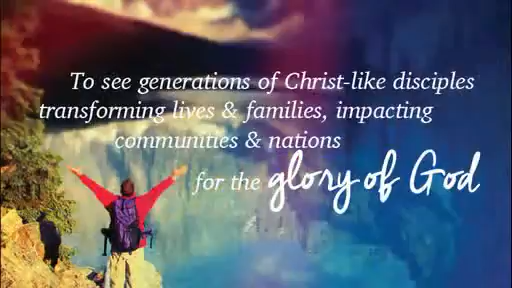 To see generations of Christ-like disciples
transforming lives & families, impacting
communities & nations
for the glory of God